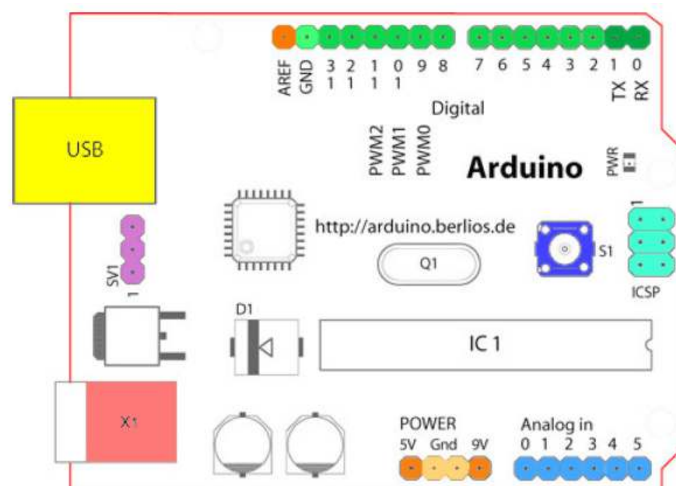 AREF
GND
13
12
11
10
9
8
7
6
5
4
3
2
1
0
TX
RX
Digital
PWM2
PWM1
PWM0
Arduino
PWR
USB
http://arduino.berlios.de
SV1
1
Q1
S1
1
ICSP
D1
IC 1
X1
POWER
5V Gnd 9V
Analog in
0 1 2 3 4 5